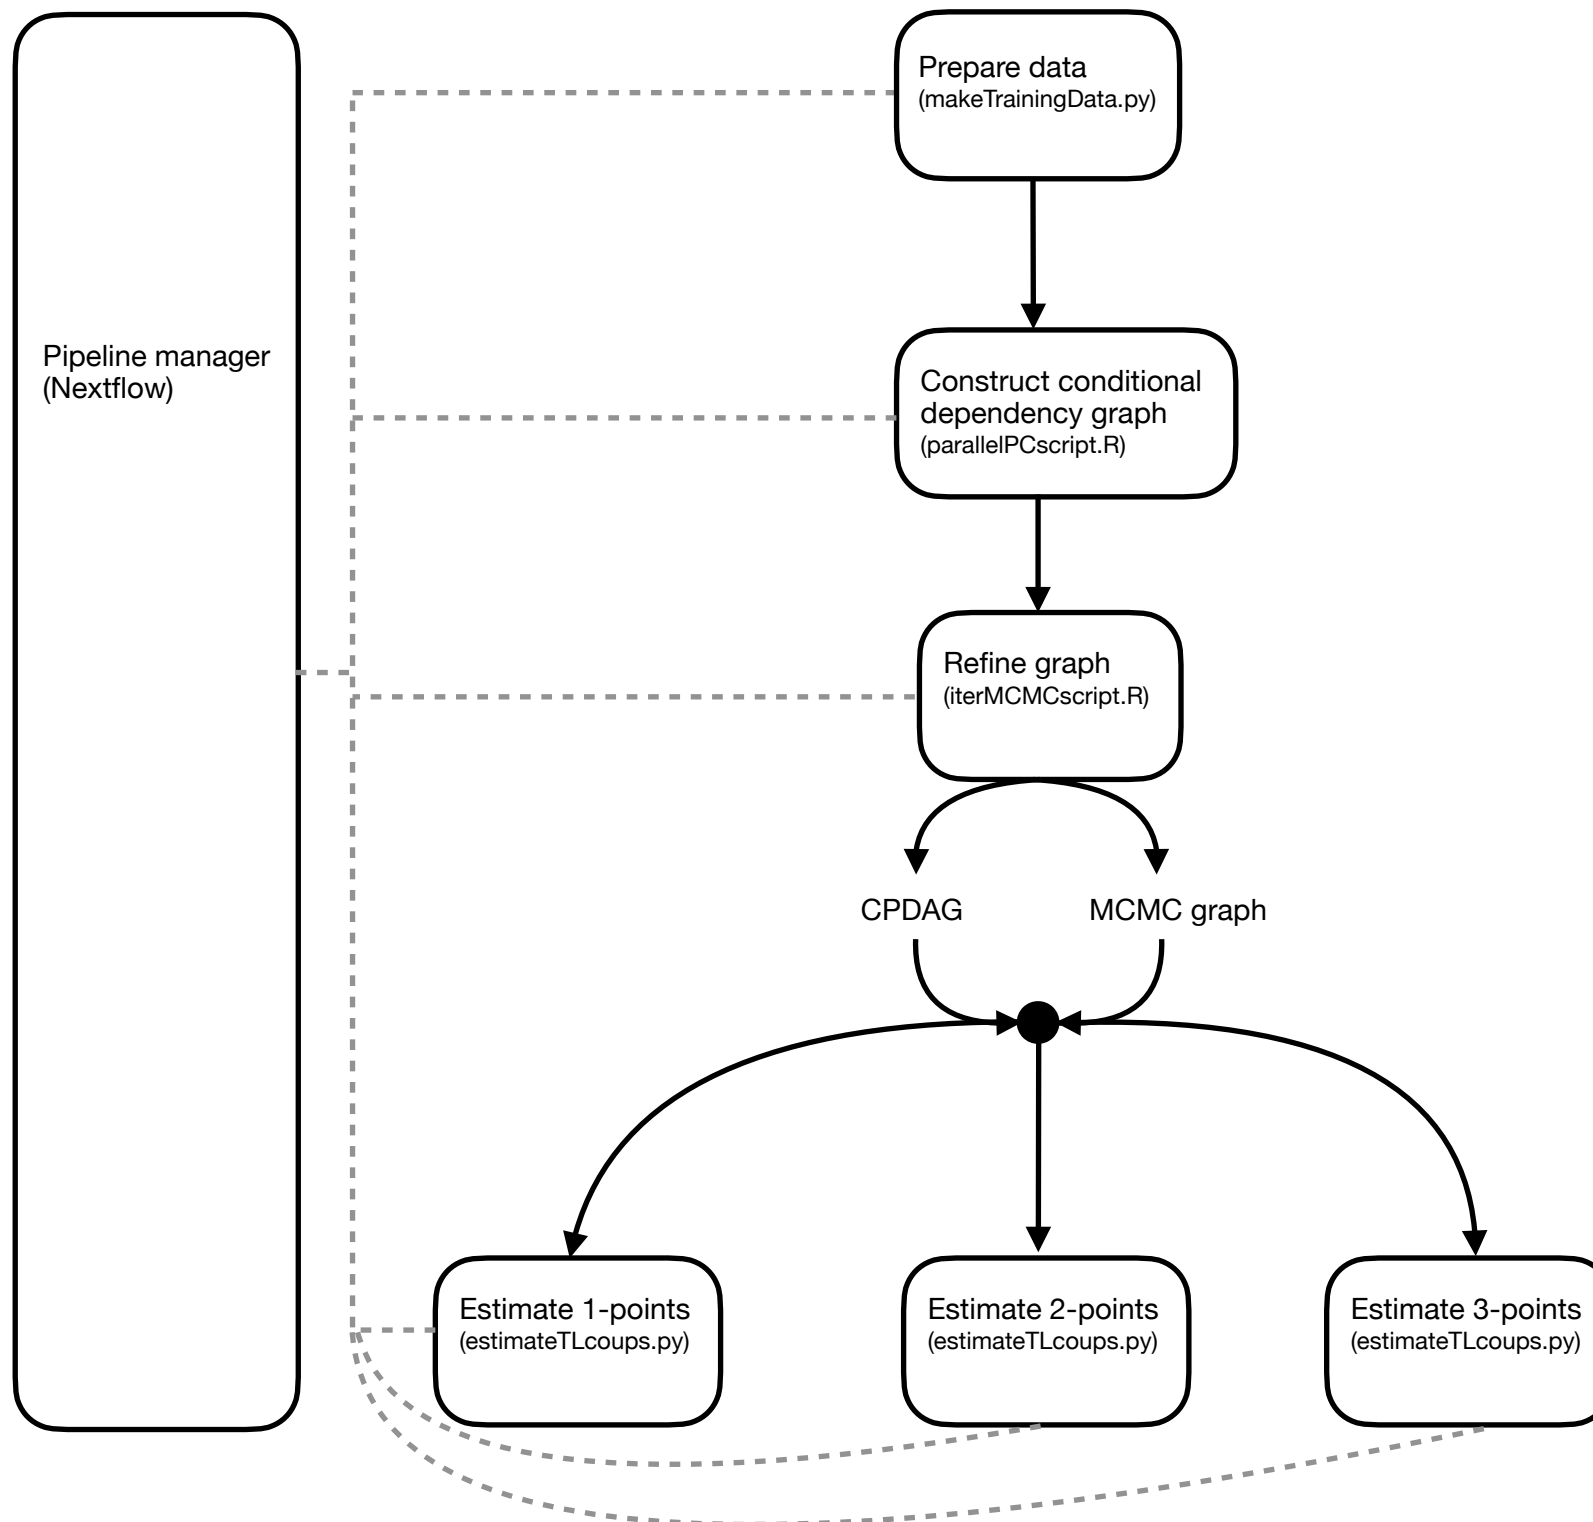 Prepare data
(makeTrainingData.py)
Pipeline manager
(Nextflow)
Construct conditional
dependency graph
(parallelPCscript.R)
Refine graph
(iterMCMCscript.R)
CPDAG
MCMC graph
Estimate 1-points
(estimateTLcoups.py)
Estimate 2-points
(estimateTLcoups.py)
Estimate 3-points
(estimateTLcoups.py)